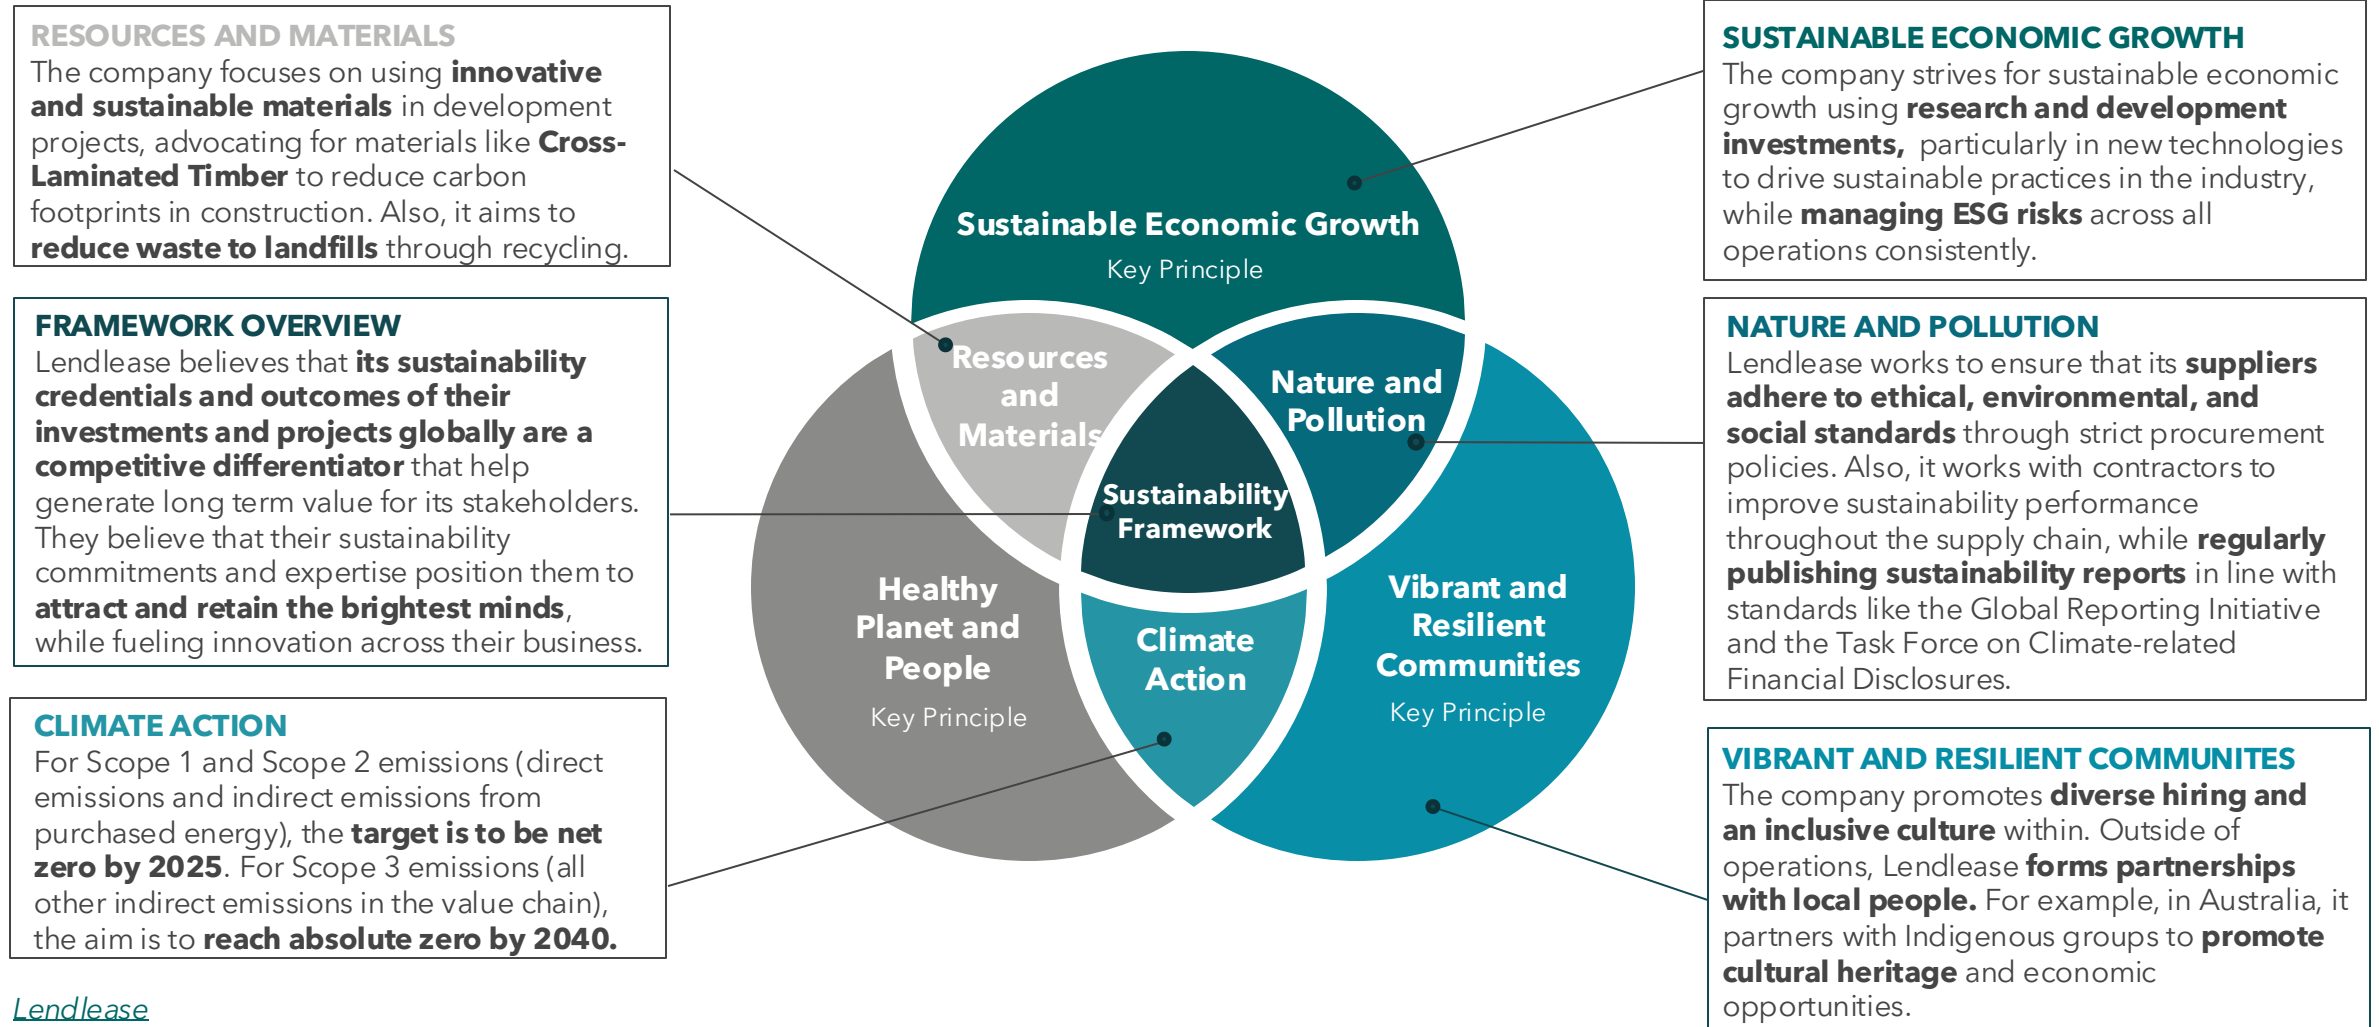 RESOURCES AND MATERIALS
The company focuses on using innovative
and sustainable materials in development
projects, advocating for materials like Cross-
Laminated Timber to reduce carbon
footprints in construction. Also, it aims to
reduce waste to landfills through recycling.
FRAMEWORK OVERVIEW
Lendlease believes that its sustainability
credentials and outcomes of their
investments and projects globally are a
competitive differentiator that help
generate long term value for its stakeholders.
They believe that their sustainability
commitments and expertise position them to
attract and retain the brightest minds,
while fueling innovation across their business.
CLIMATE ACTION
For Scope 1 and Scope 2 emissions (direct
emissions and indirect emissions from
purchased energy), the target is to be net
zero by 2025. For Scope 3 emissions (all
other indirect emissions in the value chain),
the aim is to reach absolute zero by 2040.
Lendlease
Sustainable Economic Growth
Key Principle
Resources
and
Materials
Nature and
Pollution
Sustainability
Framework
Healthy
Planet and
People
Key Principle
Climate
Action
Vibrant and
Resilient
Communities
Key Principle
SUSTAINABLE ECONOMIC GROWTH
The company strives for sustainable economic
growth using research and development
investments, particularly in new technologies
to drive sustainable practices in the industry,
while managing ESG risks across all
operations consistently.
NATURE AND POLLUTION
Lendlease works to ensure that its suppliers
adhere to ethical, environmental, and
social standards through strict procurement
policies. Also, it works with contractors to
improve sustainability performance
throughout the supply chain, while regularly
publishing sustainability reports in line with
standards like the Global Reporting Initiative
and the Task Force on Climate-related
Financial Disclosures.
VIBRANT AND RESILIENT COMMUNITES
The company promotes diverse hiring and
an inclusive culture within. Outside of
operations, Lendlease forms partnerships
with local people. For example, in Australia, it
partners with Indigenous groups to promote
cultural heritage and economic
opportunities.